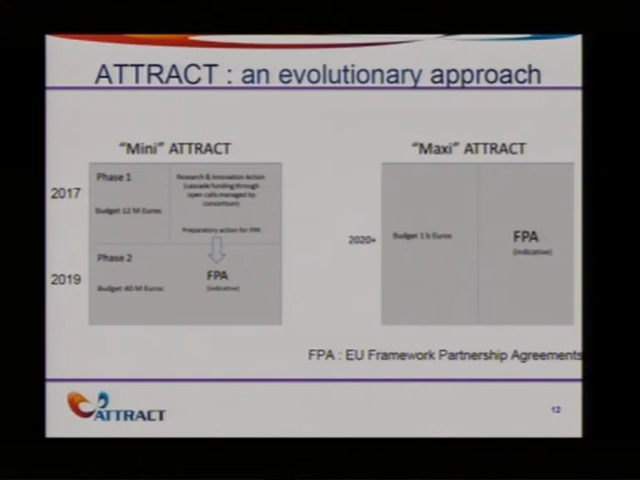 ATTRACT : an evolutionary approach
"Mini" ATTRACT
2017
Phase 1
Budget 12 M Euros
Research & Innovation Action
(cascade funding through
open calls managed by
consortium)
Preparatory action for FPA
2019
Phase 2
Budget 40 M Euros
FPA
(indicative)
"Maxi" ATTRACT
2020+
Budget 1 b Euros
FPA
(indicative)
FPA : EU Framework Partnership Agreements
ATTRACT
12